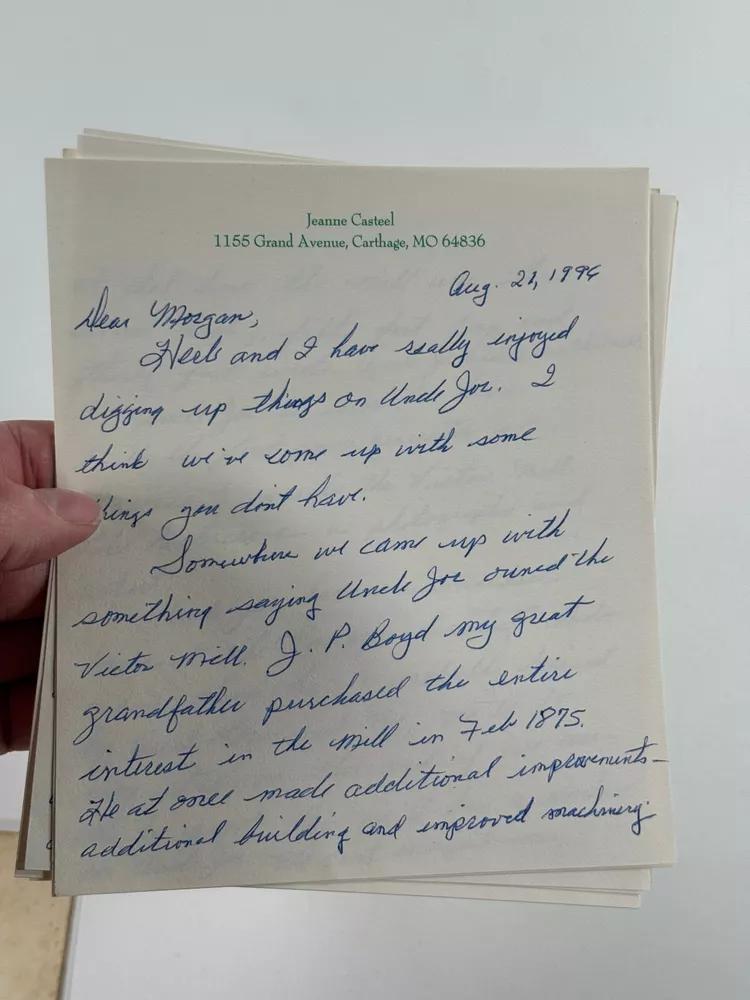 Jeanne Casteel
1155 Grand Avenue, Carthage, MO 64836
Aug. 1994
Dear Morgan,
and I have really enjoyed
digging up things on Uncle Joe. I
think we've come up with some
things you don't have.
Somewhere we came up with
something saying Uncle Joe owned the
Victor Mill. J. P. Boyd my great
grandfather purchased the entire
interest in the Mill in Feb 1875.
He at once made additional improvements—
additional building and improved machinery.